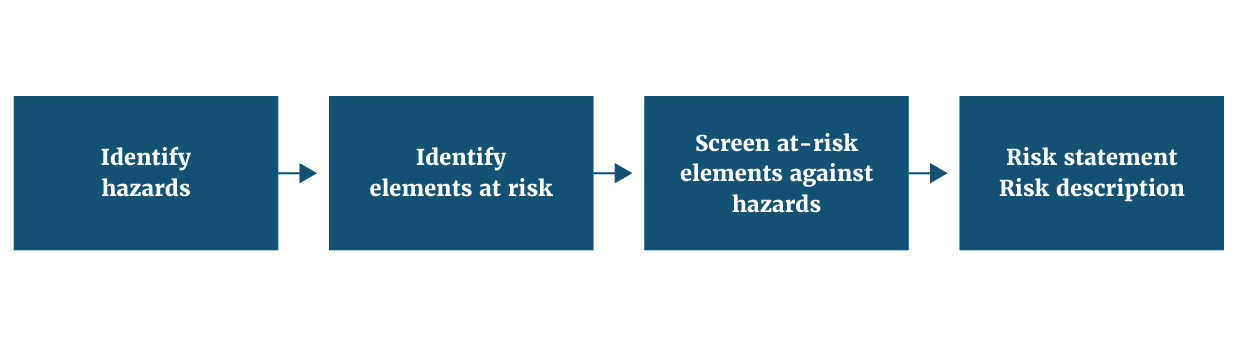 Identify
hazards
Identify
elements at risk
Screen at-risk
elements against
hazards
Risk statement
Risk description